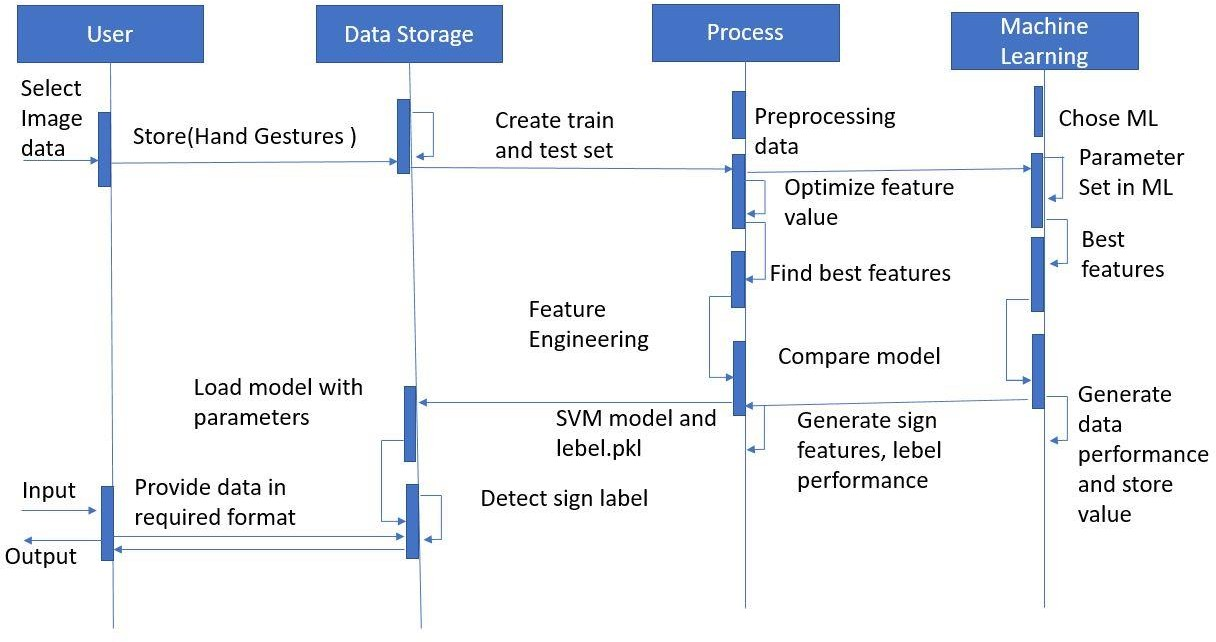 User
Data Storage
Process
Machine
Learning
Select
Image
data
Store(Hand Gestures )
Create train
and test set
Preprocessing
data
Chose ML
Parameter
Set in ML
Optimize feature
value
Best
features
Find best features
Feature
Engineering
Compare model
Load model with
parameters
SVM model and
lebel.pkl
Generate sign
features, lebel
performance
Generate
data
performance
and store
value
Input
Provide data in
required format
Detect sign label
Output